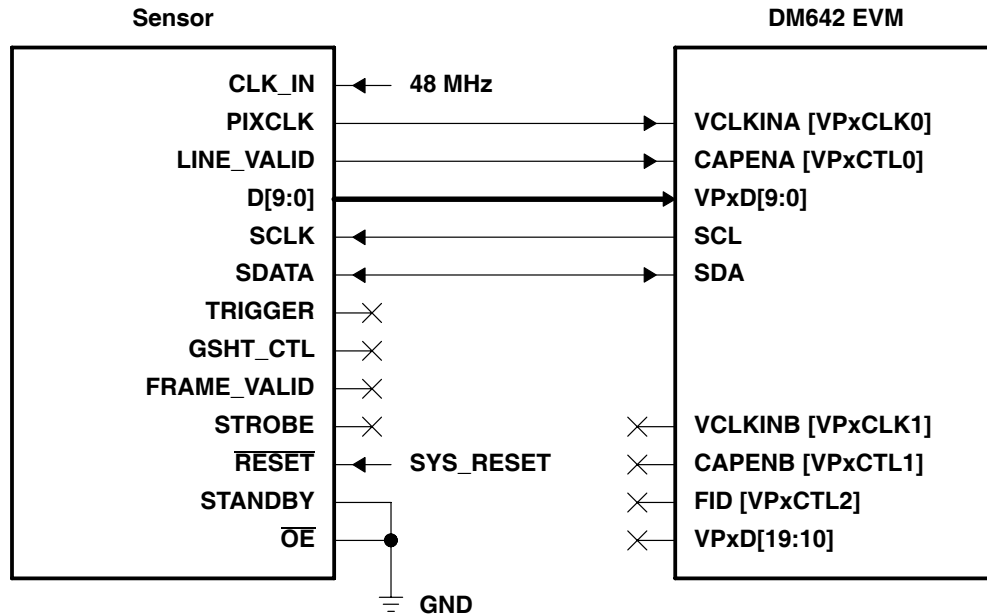 Sensor
DM642 EVM
CLK_IN
48 MHz
PIXCLK
VCLKINA [VPxCLK0]
LINE_VALID
CAPENA [VPxCTL0]
D[9:0]
VPxD[9:0]
SCLK
SCL
SDATA
SDA
TRIGGER
GSHT_CTL
FRAME_VALID
STROBE
VCLKINB [VPxCLK1]
RESET
SYS_RESET
CAPENB [VPxCTL1]
STANDBY
FID [VPxCTL2]
OE
VPxD[19:10]
GND